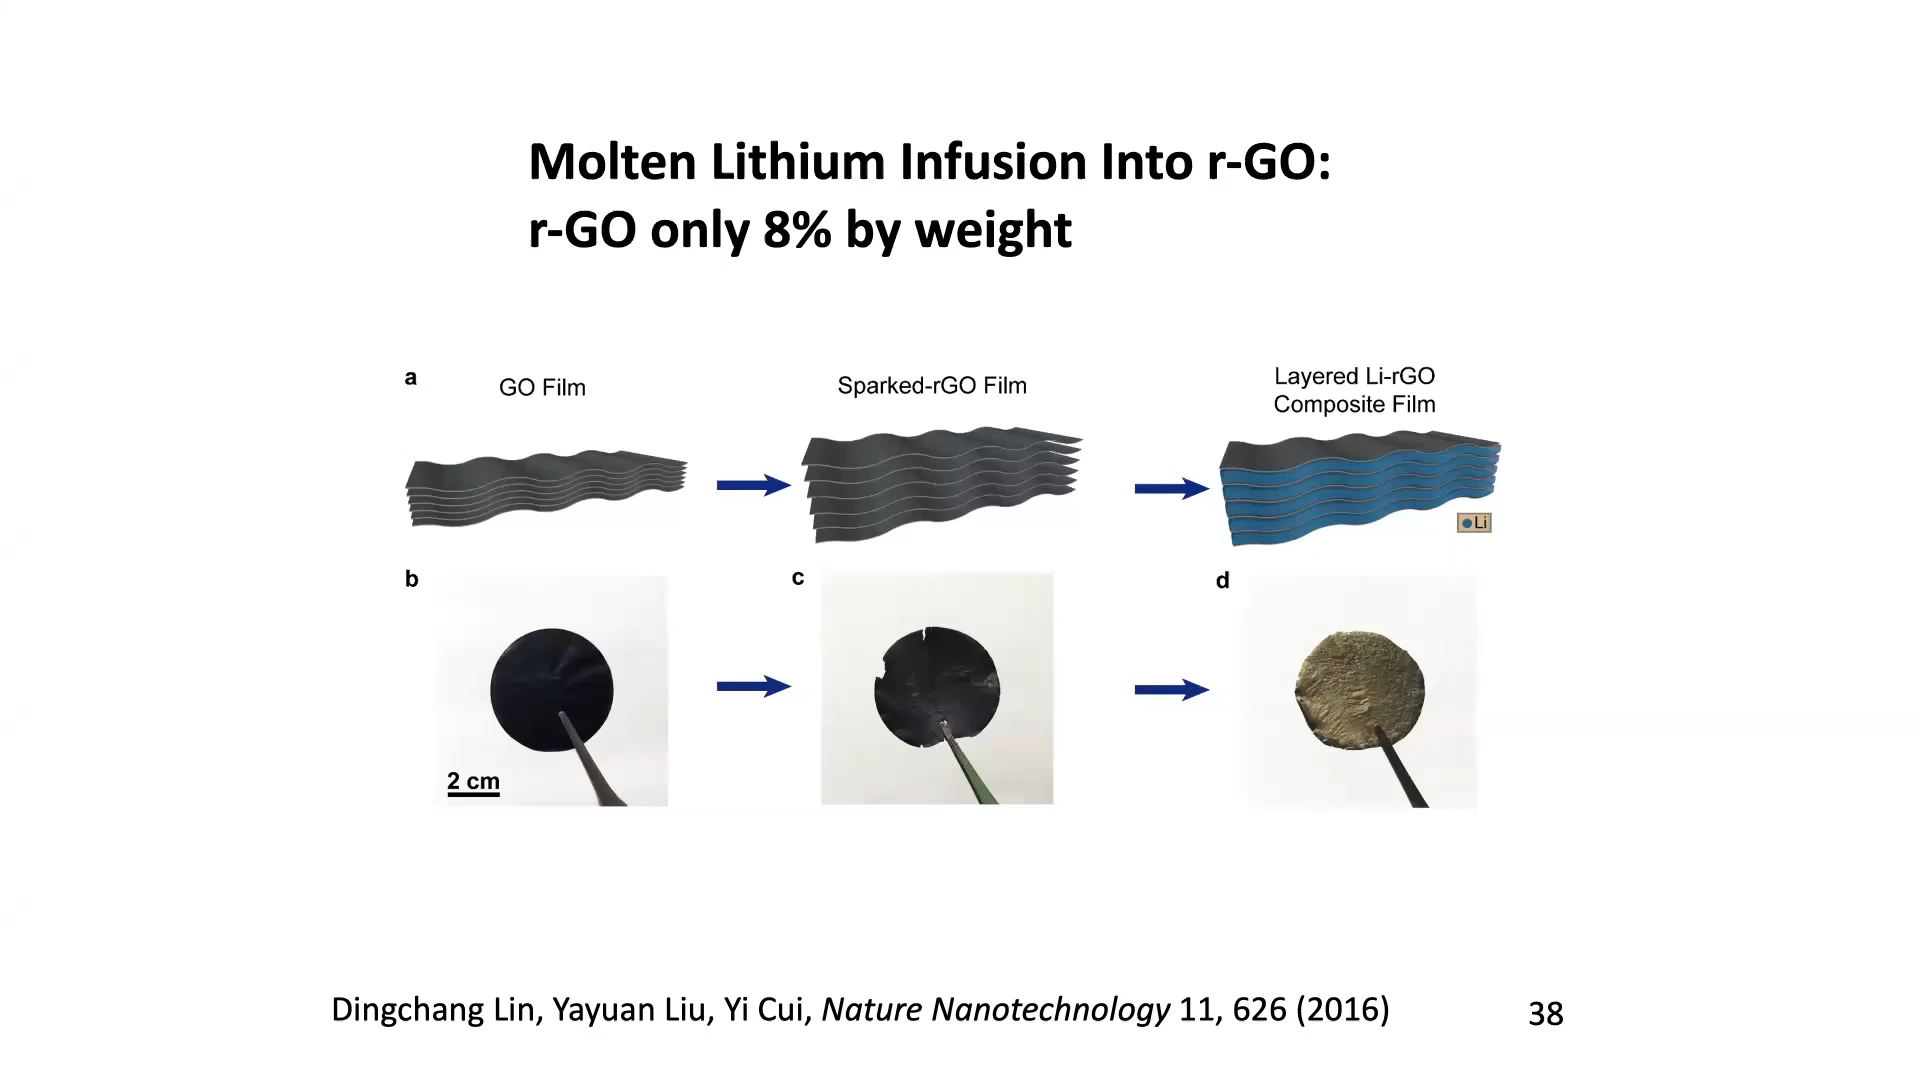 Molten Lithium Infusion Into r-GO:
r-GO only 8% by weight
a
GO Film
Sparked-rGO Film
Layered Li-rGO
Composite Film
Li
b
c
d
2 cm
Dingchang Lin, Yayuan Liu, Yi Cui, Nature Nanotechnology 11, 626 (2016)
38